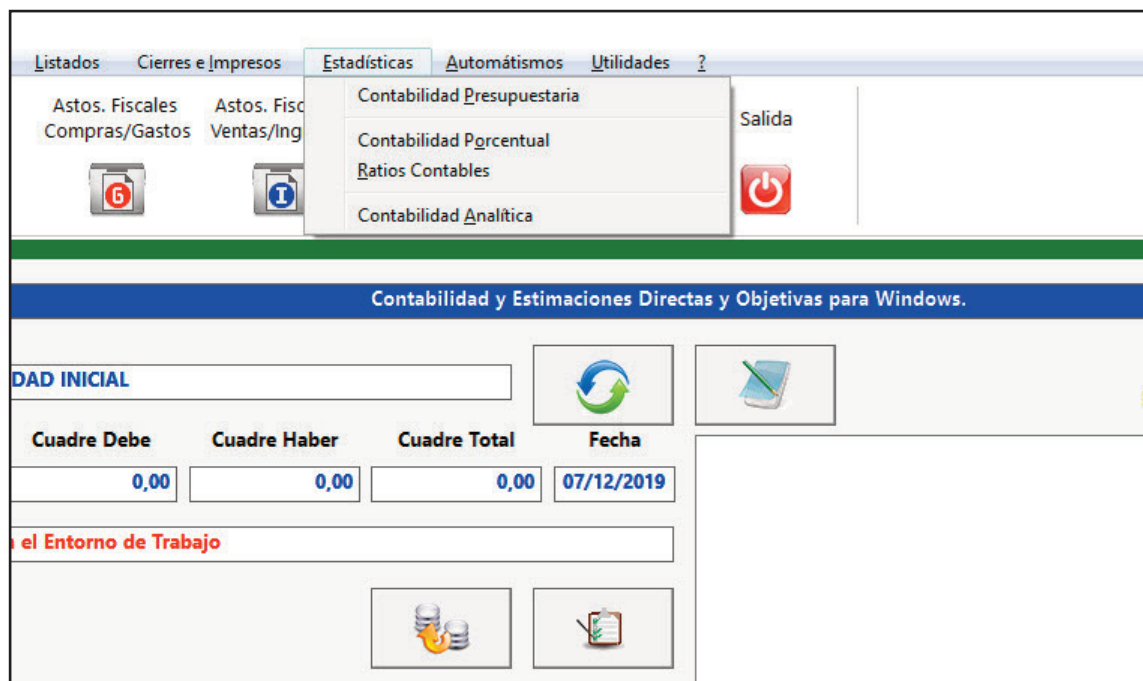 Listados Cierres e Impresos Estadísticas Automátismos Utilidades ?
Astos. Fiscales
Compras/Gastos
Astos. Fisc
Ventas/Ing
Contabilidad Presupuestaria
Contabilidad Porcentual
Ratios Contables
Contabilidad Analítica
Salida
G
I
Contabilidad y Estimaciones Directas y Objetivas para Windows.
DAD INICIAL
Cuadre Debe Cuadre Haber Cuadre Total Fecha
0,00 0,00 0,00 07/12/2019
el Entorno de Trabajo